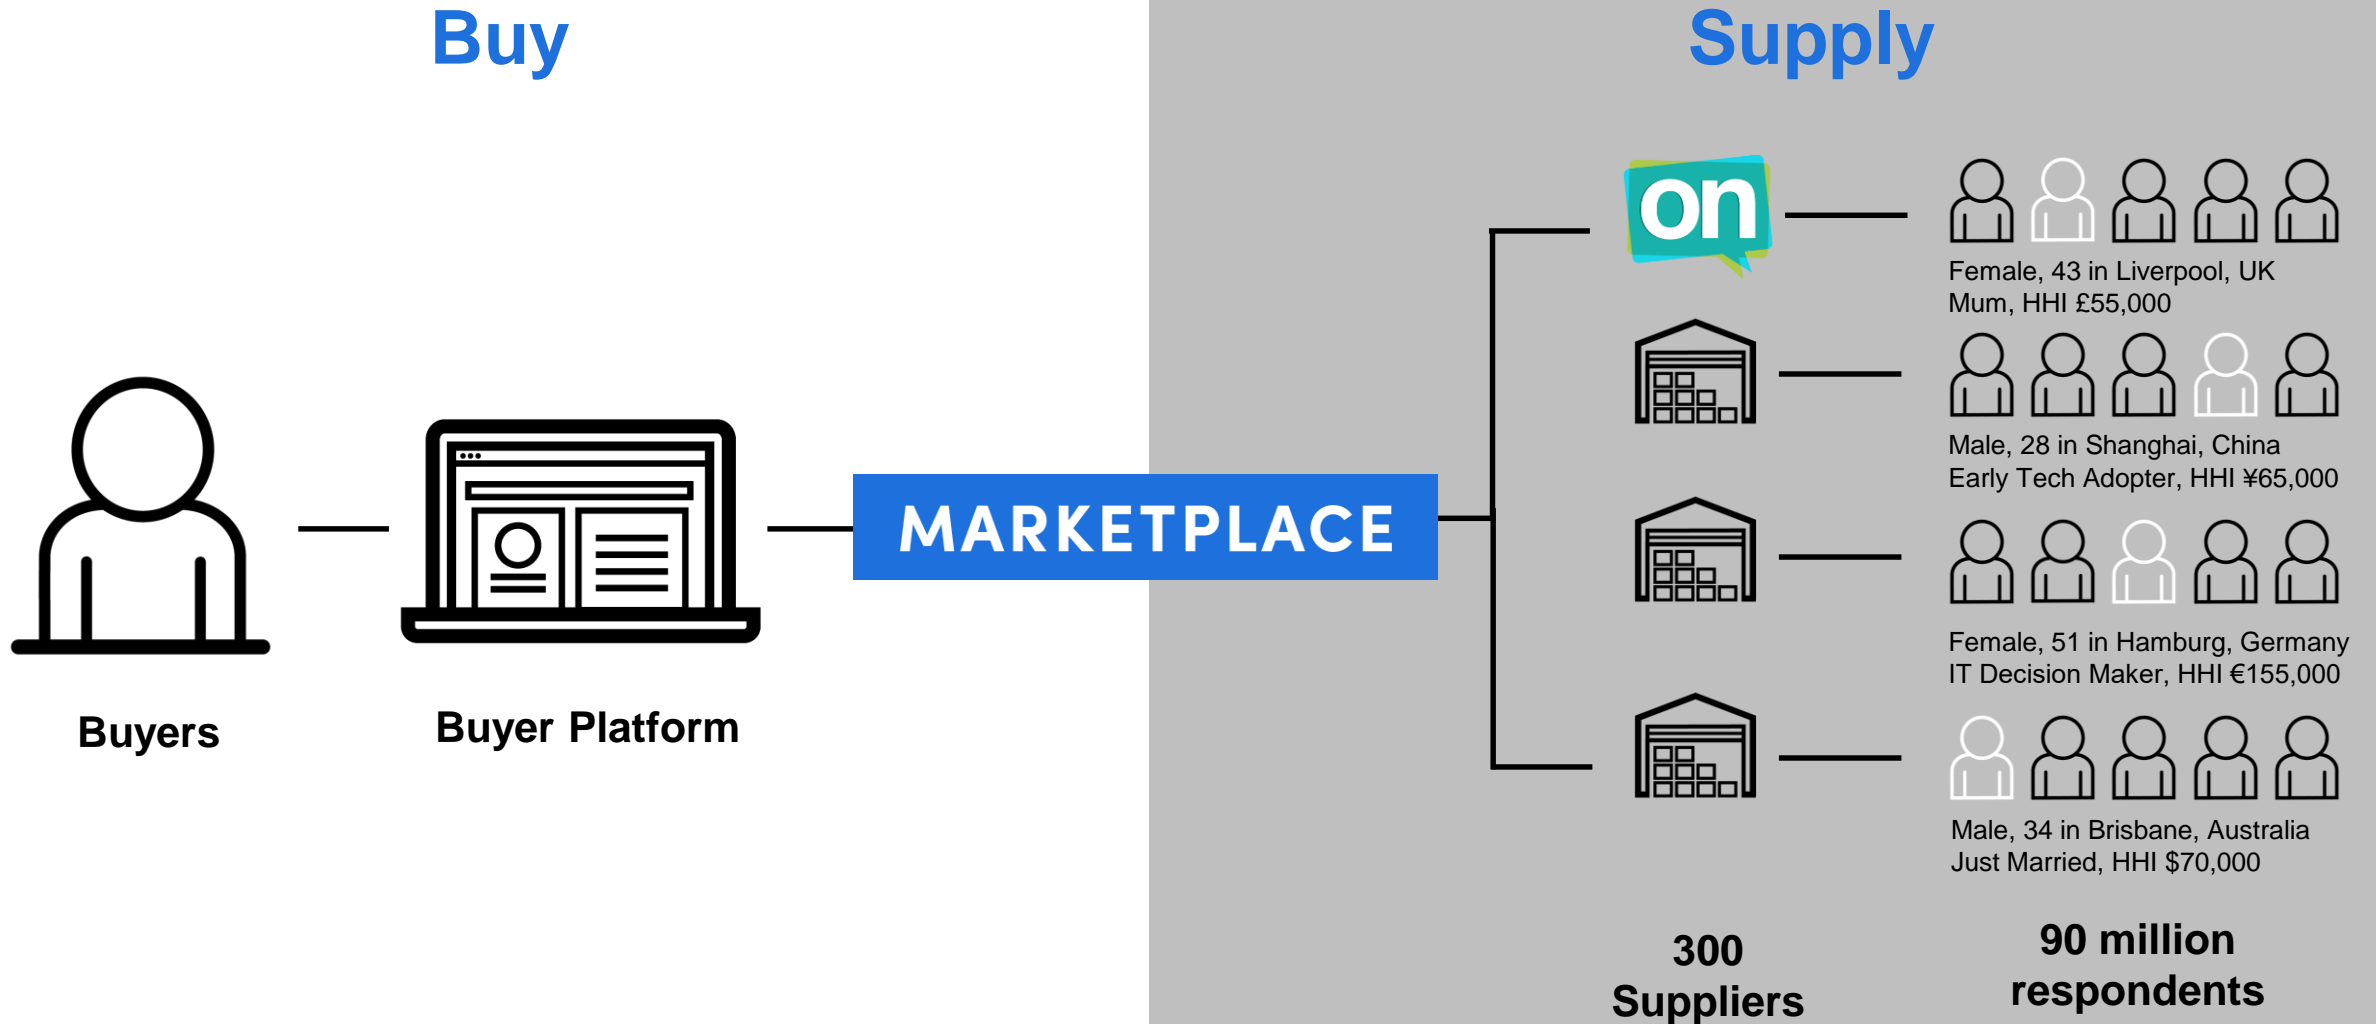 Buy
Supply
on
Female, 43 in Liverpool, UK
Mum, HHI £55,000
Male, 28 in Shanghai, China
Early Tech Adopter, HHI ¥65,000
MARKETPLACE
Female, 51 in Hamburg, Germany
IT Decision Maker, HHI €155,000
Buyers
Buyer Platform
Male, 34 in Brisbane, Australia
Just Married, HHI $70,000
300
Suppliers
90 million
respondents